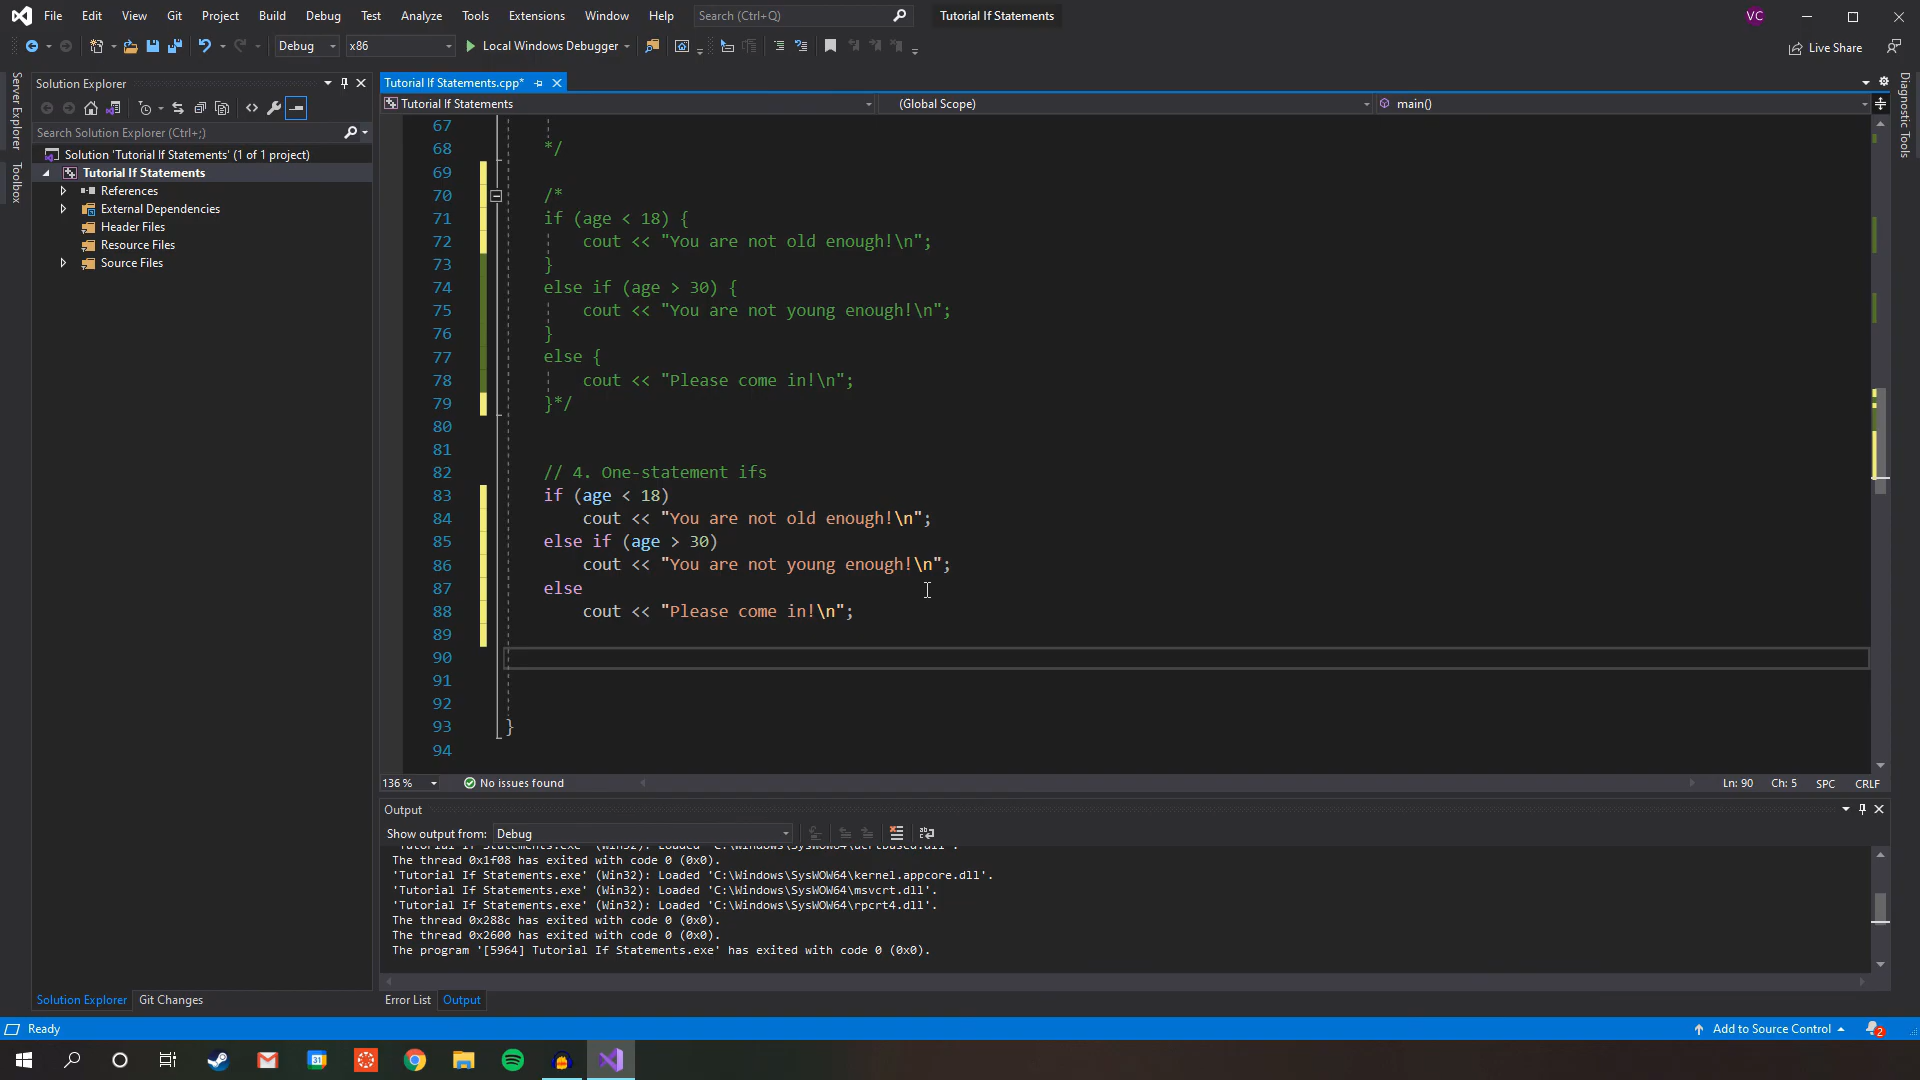 File Edit View Git Project Build Debug Test Analyze Tools Extensions Window Help Search (Ctrl+Q) Tutorial If Statements VC
Debug x86 Local Windows Debugger Live Share
Server Explorer
Toolbox
Solution Explorer
Search Solution Explorer (Ctrl+;)
Solution 'Tutorial If Statements' (1 of 1 project)
Tutorial If Statements
References
External Dependencies
Header Files
Resource Files
Source Files
Tutorial If Statements.cpp*
Tutorial If Statements (Global Scope) main()
Diagnostic Tools
67
68 */
69
70 /*
71 if (age < 18) {
72 cout << "You are not old enough!\n";
73 }
74 else if (age > 30) {
75 cout << "You are not young enough!\n";
76 }
77 else {
78 cout << "Please come in!\n";
79 }*/
80
81
82 // 4. One-statement ifs
83 if (age < 18)
84 cout << "You are not old enough!\n";
85 else if (age > 30)
86 cout << "You are not young enough!\n";
87 else
88 cout << "Please come in!\n";
89
90
91
92
93 }
94
136 % No issues found Ln: 90 Ch: 5 SPC CRLF
Output
Show output from: Debug
The thread 0x1f08 has exited with code 0 (0x0).
'Tutorial If Statements.exe' (Win32): Loaded 'C:\Windows\SysWOW64\kernel.appcore.dll'.
'Tutorial If Statements.exe' (Win32): Loaded 'C:\Windows\SysWOW64\msvcrt.dll'.
'Tutorial If Statements.exe' (Win32): Loaded 'C:\Windows\SysWOW64\rpcrt4.dll'.
The thread 0x288c has exited with code 0 (0x0).
The thread 0x2600 has exited with code 0 (0x0).
The program '[5964] Tutorial If Statements.exe' has exited with code 0 (0x0).
Solution Explorer Git Changes Error List Output
Ready Add to Source Control 2